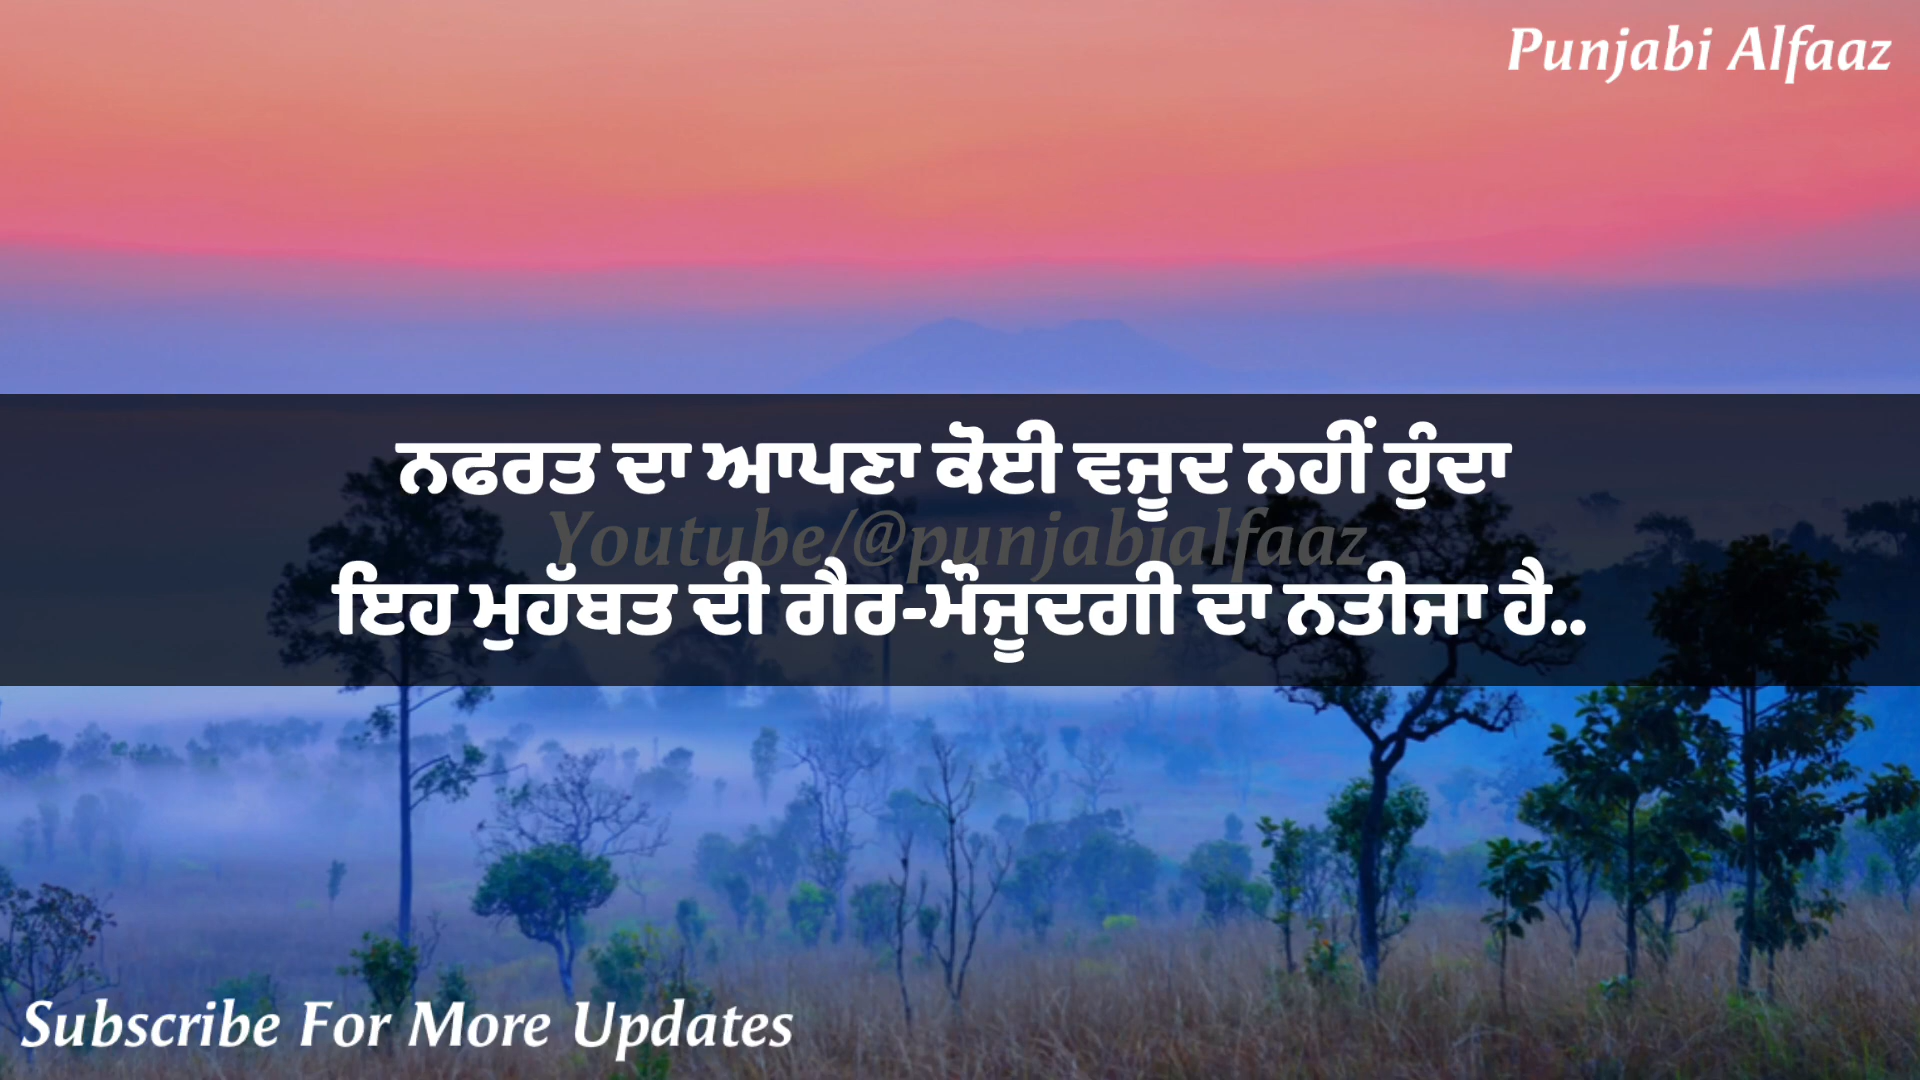 Punjabi Alfaaz
ਨਫਰਤ ਦਾ ਆਪਣਾ ਕੋਈ ਵਜੂਦ ਨਹੀਂ ਹੁੰਦਾ
Youtube/@punjabialfaaz
ਇਹ ਮੁਹੱਬਤ ਦੀ ਗੈਰ-ਮੌਜੂਦਗੀ ਦਾ ਨਤੀਜਾ ਹੈ..
Subscribe For More Updates